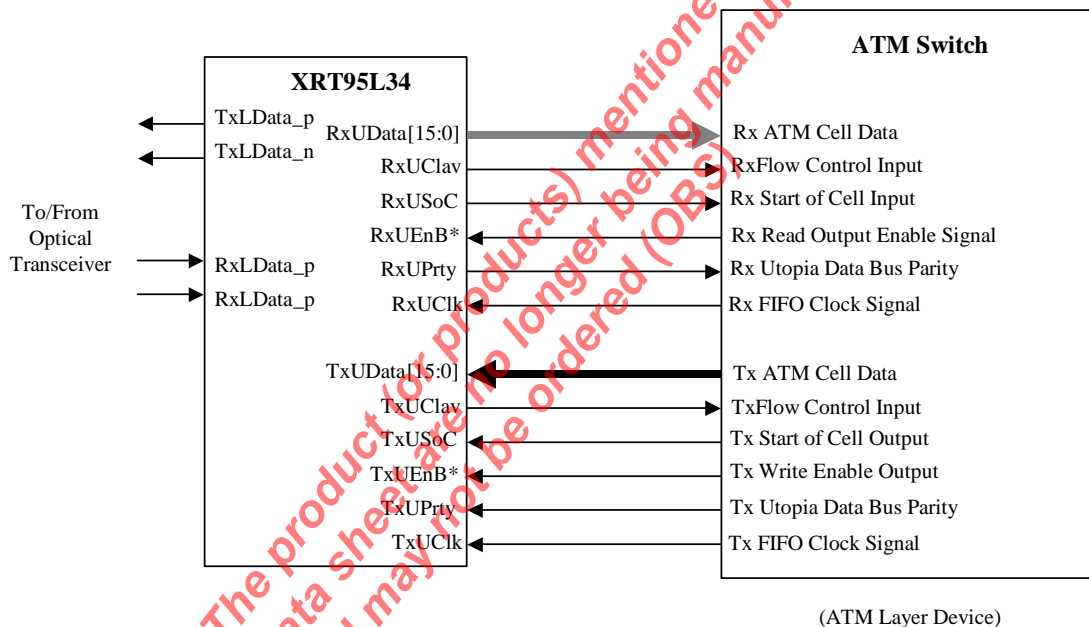 ATM Switch
XRT95L34
TxLData_p
TxLData_n
To/From
Optical
Transceiver
RxLData_p
RxLData_p
RxUData[15:0]
RxUClav
RxUSoC
RxUEnB*
RxUPrty
RxUClk
TxUData[15:0]
TxUClav
TxUSoC
TxUEnB*
TxUPrty
TxUClk
Rx ATM Cell Data
RxFlow Control Input
Rx Start of Cell Input
Rx Read Output Enable Signal
Rx Utopia Data Bus Parity
Rx FIFO Clock Signal
Tx ATM Cell Data
TxFlow Control Input
Tx Start of Cell Output
Tx Write Enable Output
Tx Utopia Data Bus Parity
Tx FIFO Clock Signal
(ATM Layer Device)
The product (or products) mentione
ata sheet are no longer being manu
may not be ordered (OBS)